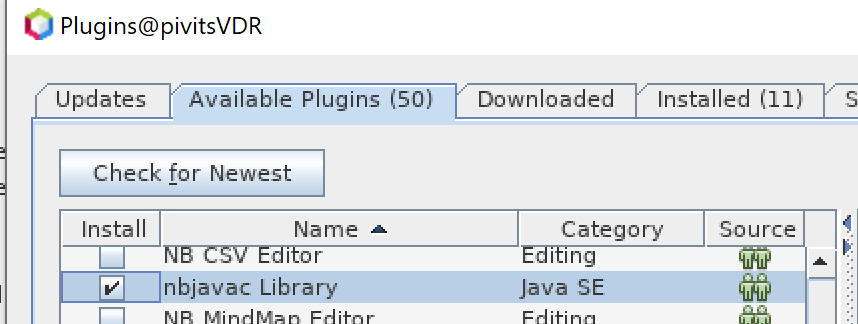 Plugins@pivitsVDR
Updates Available Plugins (50) Downloaded Installed (11) S
Check for Newest
Install Name Category Source
NB CSV Editor Editing
nbjavac Library Java SE
NB MindMap Editor Editing